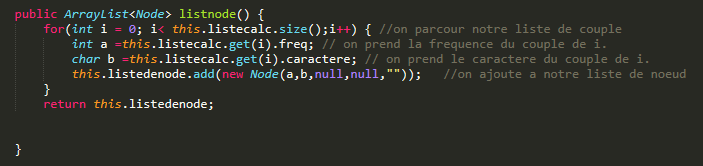 public ArrayList<Node> listnode() {
for(int i = 0; i< this.listecalc.size();i++) { //on parcour notre liste de couple
int a =this.listecalc.get(i).freq; // on prend la frequence du couple de i.
char b =this.listecalc.get(i).caractere; // on prend le caractere du couple de i.
this.listedenode.add(new Node(a,b,null,null,"")); //on ajoute a notre liste de noeud
}
return this.listedenode;
}